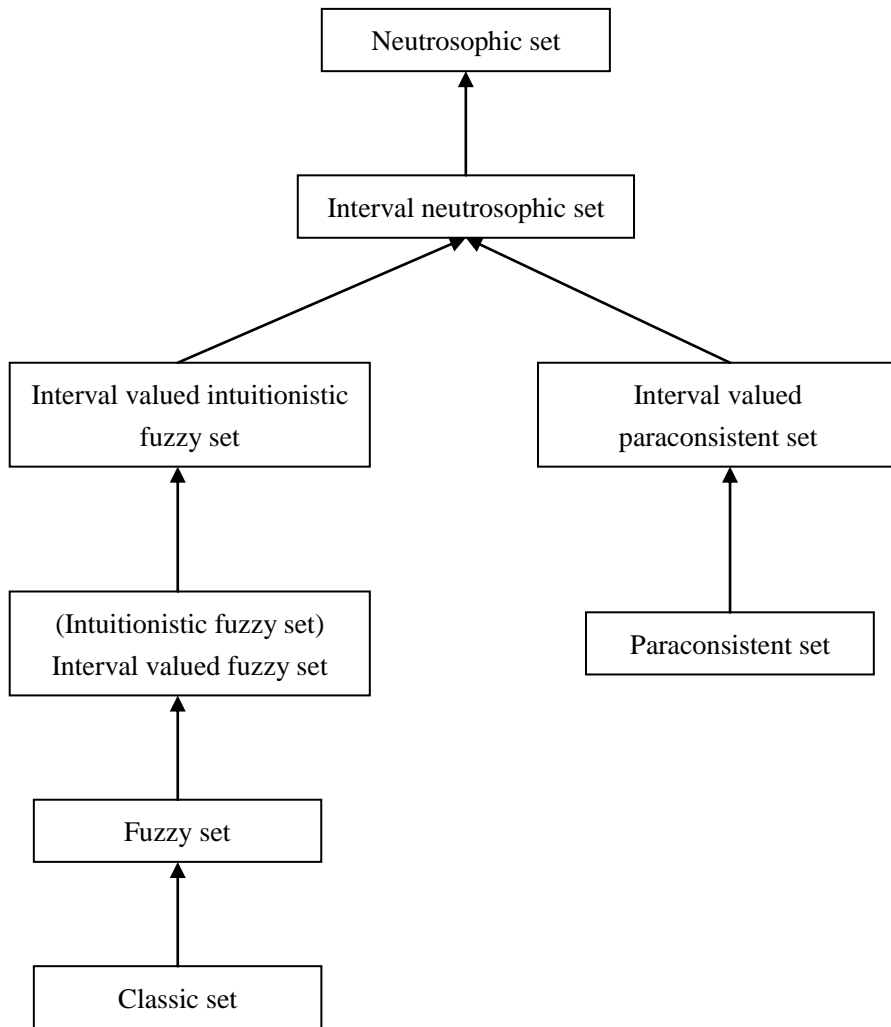 Neutrosophic set
Interval neutrosophic set
Interval valued intuitionistic
fuzzy set
Interval valued
paraconsistent set
(Intuitionistic fuzzy set)
Interval valued fuzzy set
Paraconsistent set
Fuzzy set
Classic set